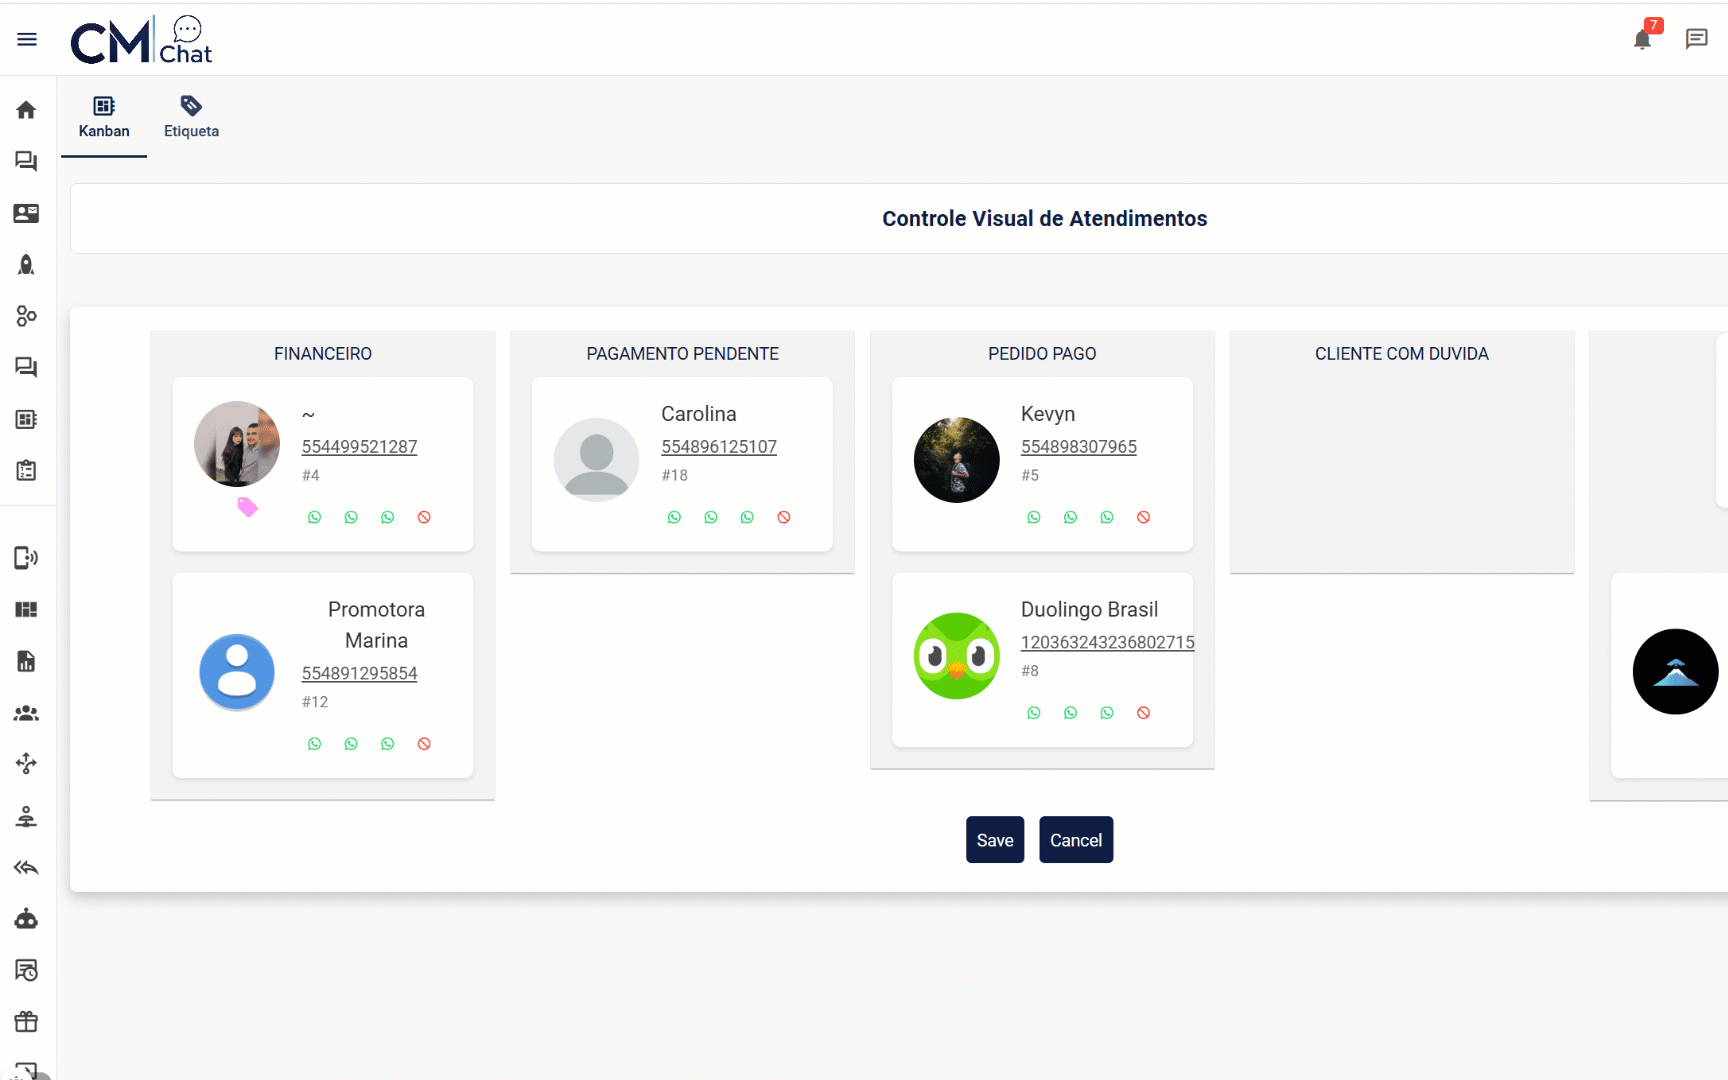 CM Chat
7
Kanban
Etiqueta
Controle Visual de Atendimentos
FINANCEIRO
~
554499521287
#4
Promotora
Marina
554891295854
#12
PAGAMENTO PENDENTE
Carolina
554896125107
#18
PEDIDO PAGO
Kevyn
554898307965
#5
Duolingo Brasil
120363243236802715
#8
CLIENTE COM DUVIDA
Save
Cancel